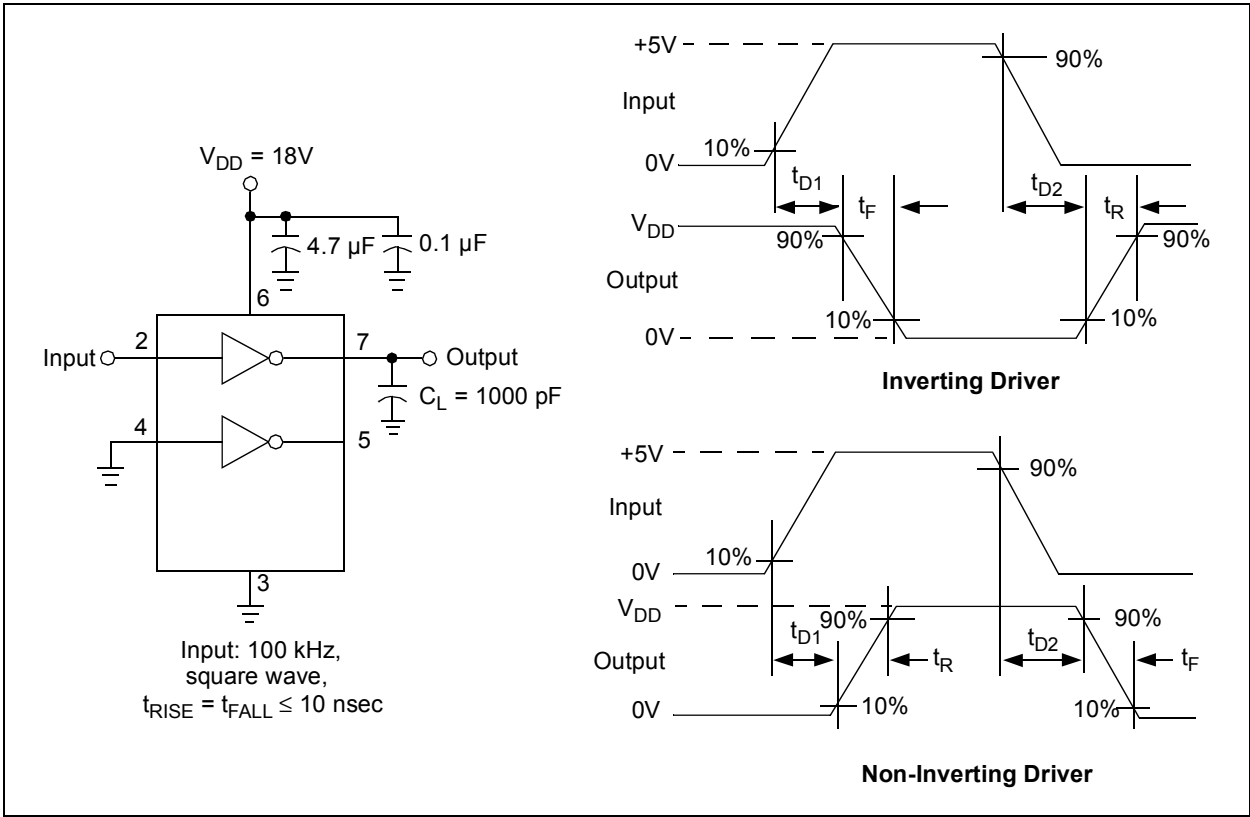 V_DD = 18V
4.7 µF
0.1 µF
6
Input
2
7
Output
C_L = 1000 pF
4
5
3
Input: 100 kHz,
square wave,
t_RISE = t_FALL ≤ 10 nsec
+5V
90%
Input
10%
0V
t_D1
t_F
t_D2
t_R
V_DD
90%
90%
Output
10%
10%
0V
Inverting Driver
+5V
90%
Input
10%
0V
V_DD
t_D1
90%
t_D2
90%
Output
t_R
t_F
0V
10%
10%
Non-Inverting Driver